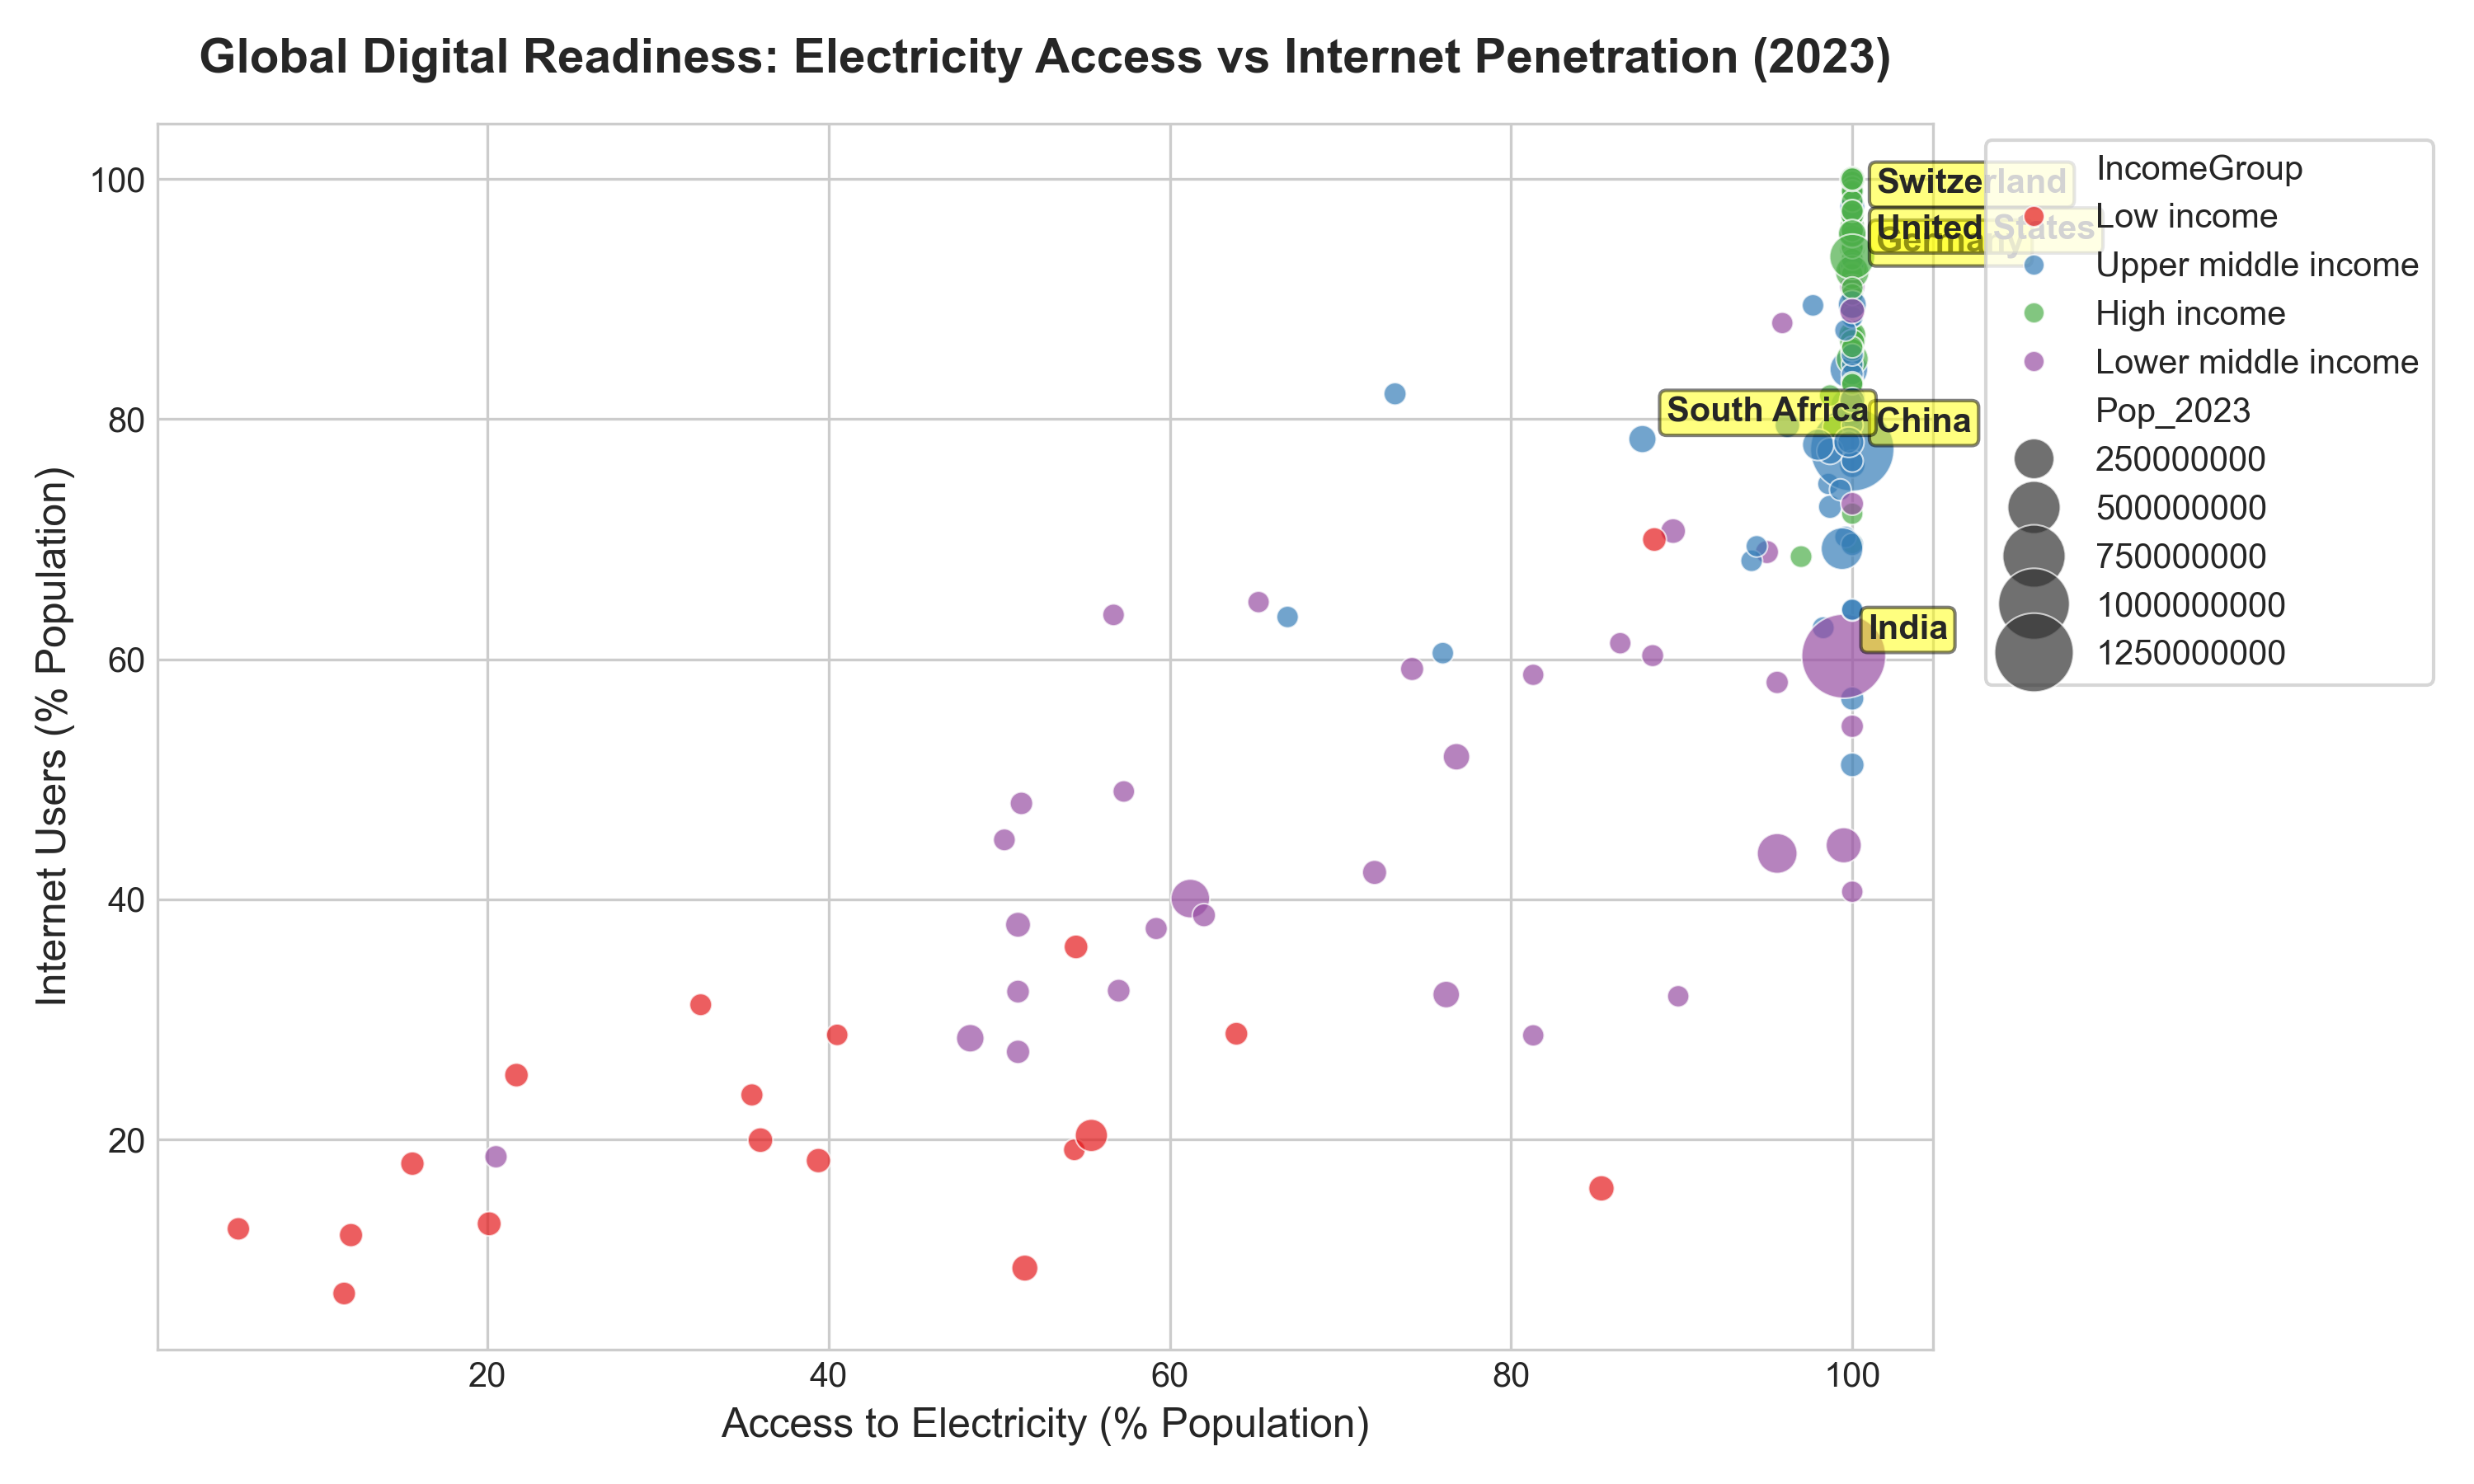 Global Digital Readiness: Electricity Access vs Internet Penetration (2023)
Internet Users (% Population)
100
80
60
40
20
20
40
60
80
100
Access to Electricity (% Population)
Switzerland
United States
Germany
South Africa
China
India
IncomeGroup
Low income
Upper middle income
High income
Lower middle income
Pop_2023
250000000
500000000
750000000
1000000000
1250000000